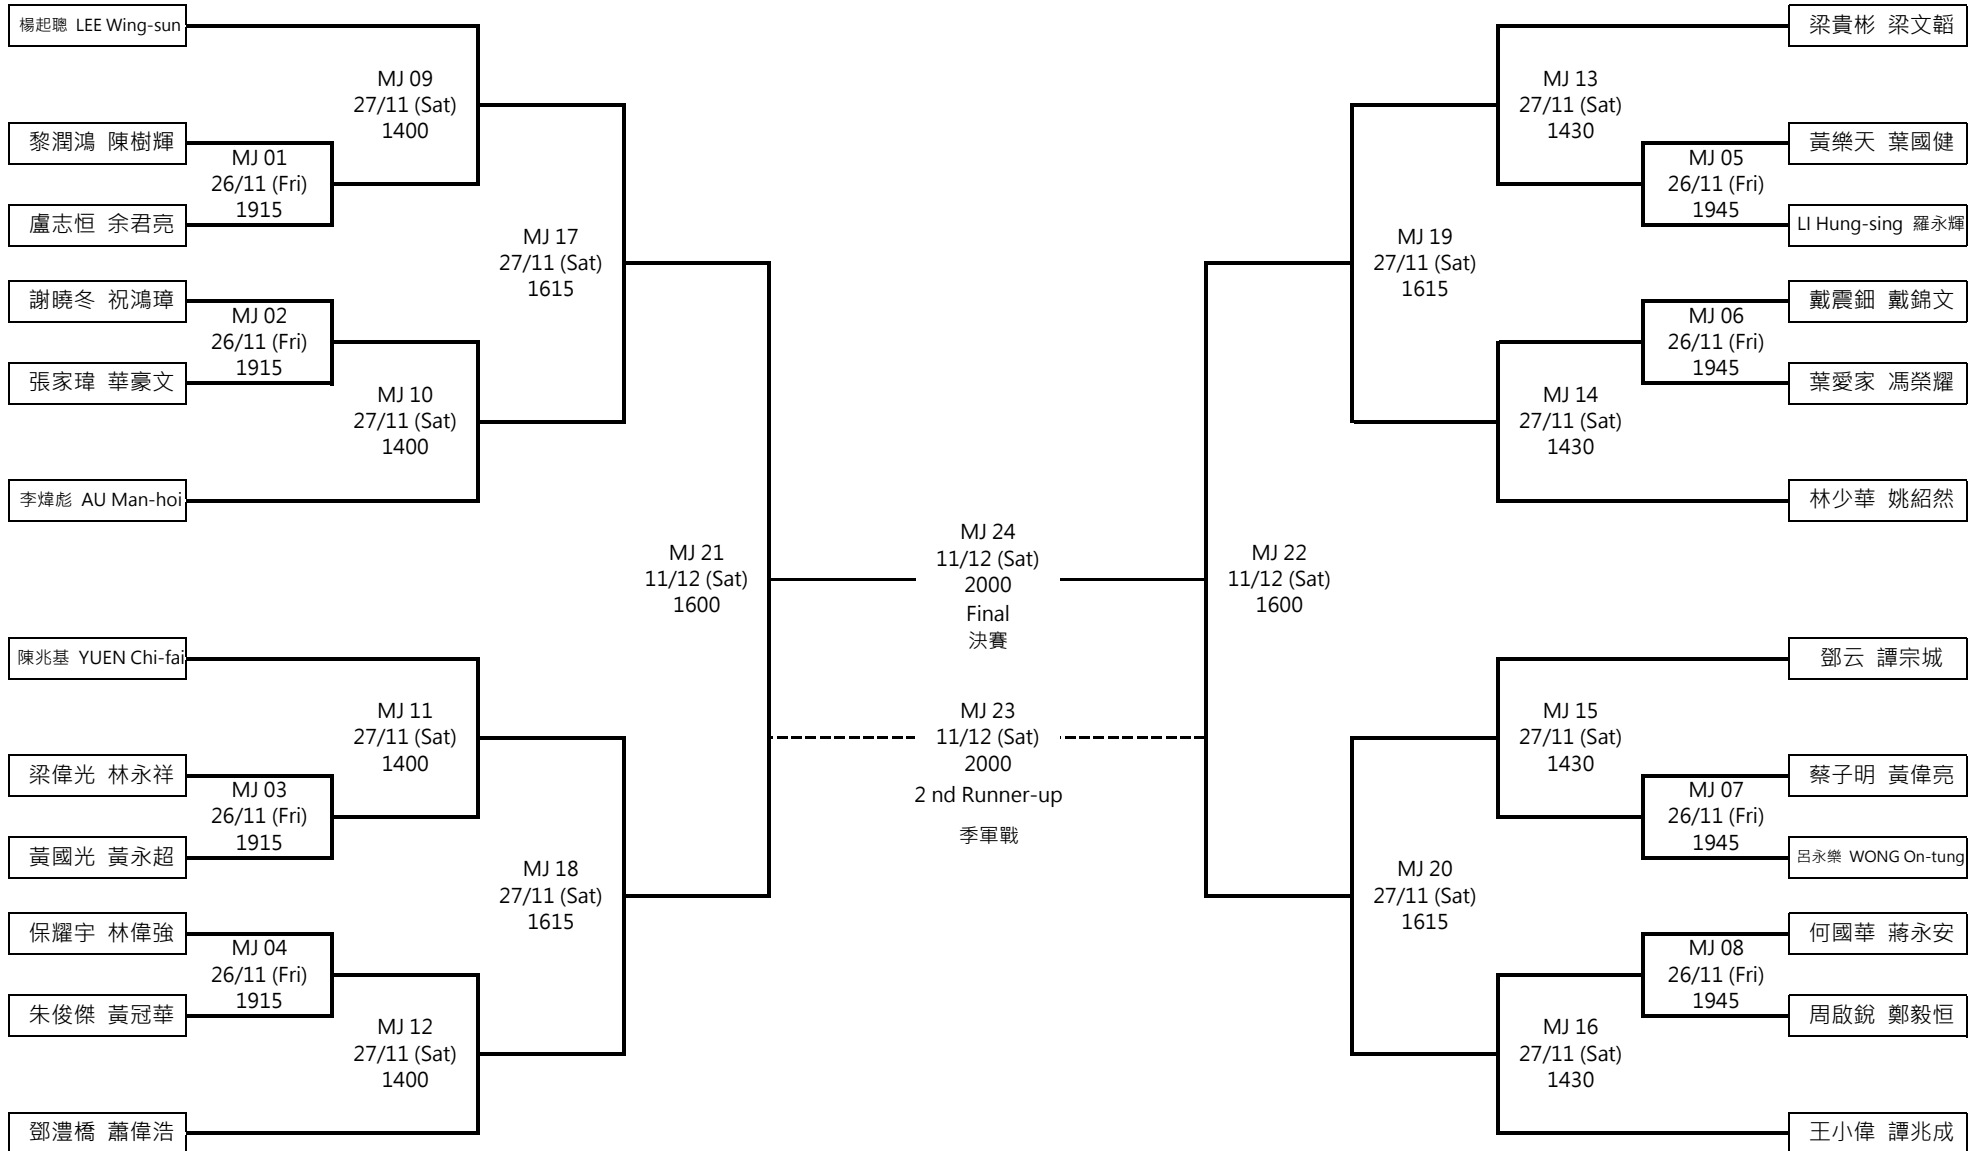 楊起聰 LEE Wing-sun
MJ 09
27/11 (Sat)
1400
黎潤鴻 陳樹輝
MJ 01
26/11 (Fri)
1915
盧志恒 余君亮
MJ 17
27/11 (Sat)
1615
謝曉冬 祝鴻璋
MJ 02
26/11 (Fri)
1915
張家瑋 華豪文
MJ 10
27/11 (Sat)
1400
李煒彪 AU Man-hoi
MJ 21
11/12 (Sat)
1600
陳兆基 YUEN Chi-fai
MJ 11
27/11 (Sat)
1400
梁偉光 林永祥
MJ 03
26/11 (Fri)
1915
黃國光 黃永超
MJ 18
27/11 (Sat)
1615
保耀宇 林偉強
MJ 04
26/11 (Fri)
1915
朱俊傑 黃冠華
MJ 12
27/11 (Sat)
1400
鄧澧橋 蕭偉浩
MJ 24
11/12 (Sat)
2000
Final
決賽
MJ 23
11/12 (Sat)
2000
2 nd Runner-up
季軍戰
梁貴彬 梁文韜
MJ 13
27/11 (Sat)
1430
黃樂天 葉國健
MJ 05
26/11 (Fri)
1945
LI Hung-sing 羅永輝
MJ 19
27/11 (Sat)
1615
戴震鈿 戴錦文
MJ 06
26/11 (Fri)
1945
葉愛家 馮榮耀
MJ 14
27/11 (Sat)
1430
林少華 姚紹然
MJ 22
11/12 (Sat)
1600
鄧云 譚宗城
MJ 15
27/11 (Sat)
1430
蔡子明 黃偉亮
MJ 07
26/11 (Fri)
1945
呂永樂 WONG On-tung
MJ 20
27/11 (Sat)
1615
何國華 蔣永安
MJ 08
26/11 (Fri)
1945
周啟銳 鄭毅恒
MJ 16
27/11 (Sat)
1430
王小偉 譚兆成